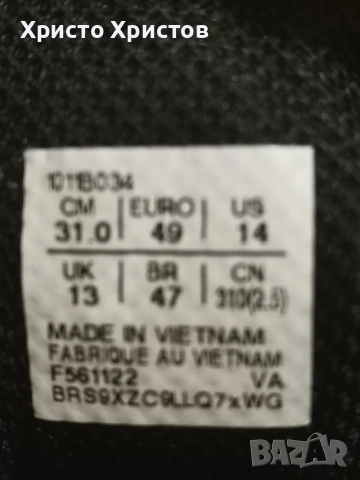 Христо Христов
1011B034
CM EURO US
31.0 49 14
UK BR CN
13 47 310(2.5)
MADE IN VIETNAM
FABRIQUE AU VIETNAM
F561122 VA
BRS9XZC9LLQ7xWG
BAZAR